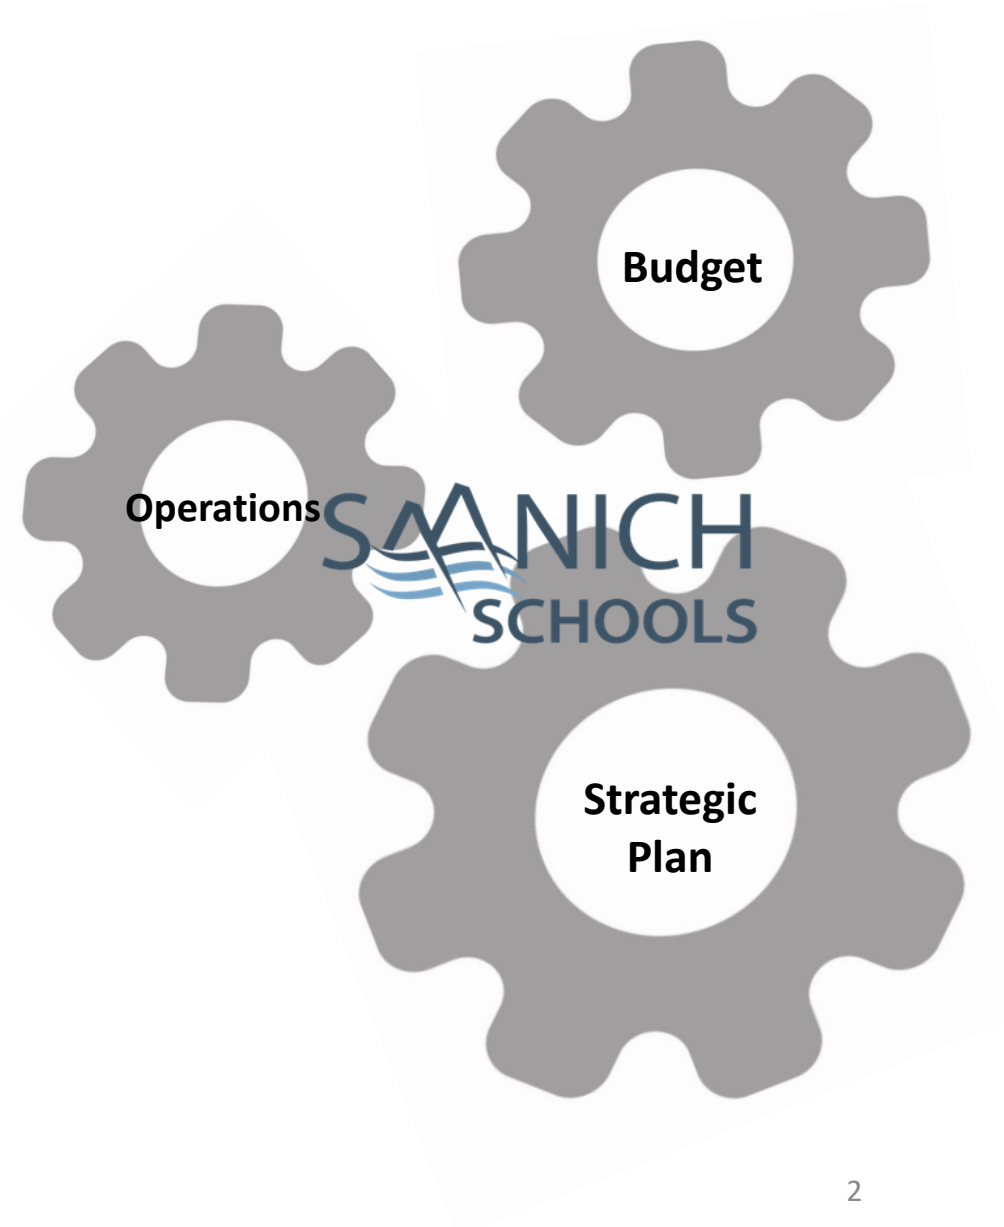 Budget
Operations
SAANICH
SCHOOLS
Strategic
Plan
2